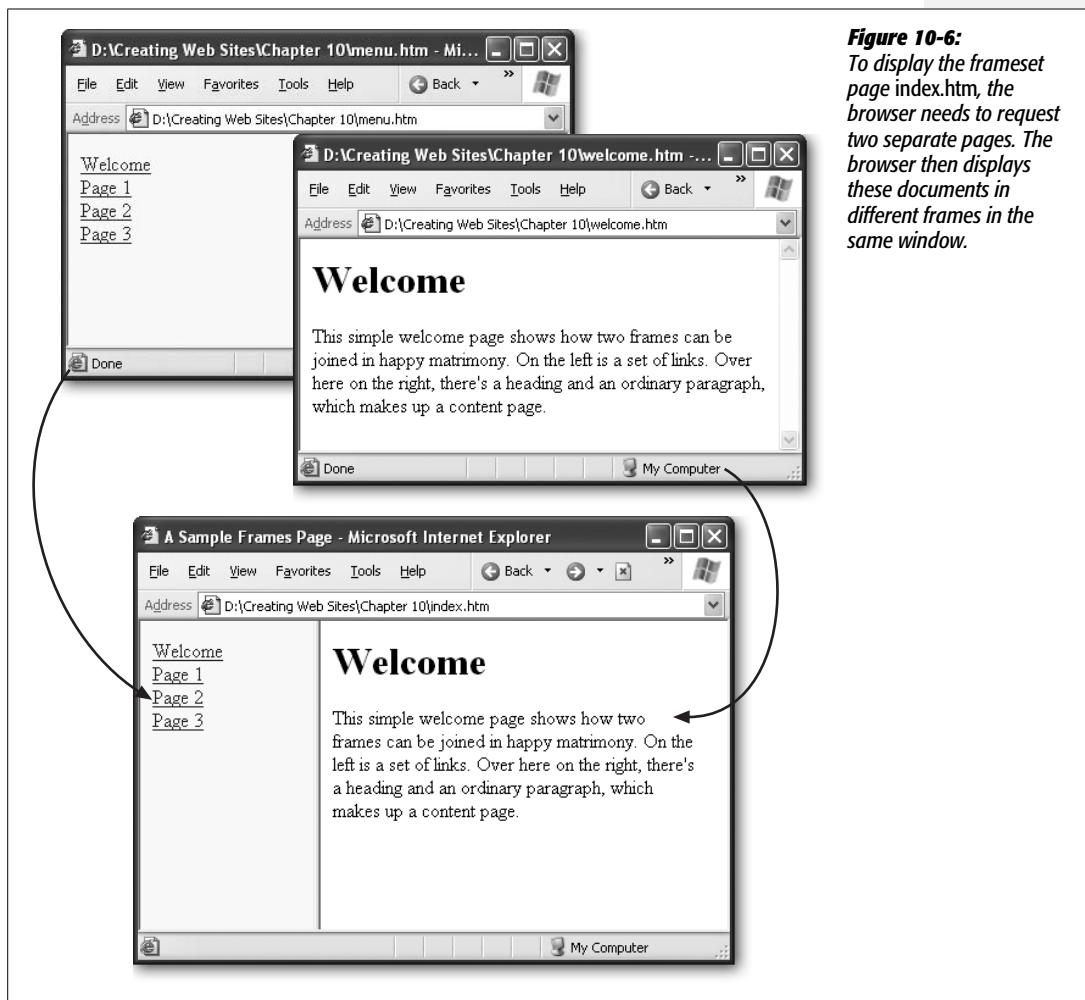 D:\Creating Web Sites\Chapter 10\menu.htm - Mi...
File Edit View Favorites Tools Help Back »
Address D:\Creating Web Sites\Chapter 10\menu.htm
Welcome
Page 1
Page 2
Page 3
Done
D:\Creating Web Sites\Chapter 10\welcome.htm -...
File Edit View Favorites Tools Help Back »
Address D:\Creating Web Sites\Chapter 10\welcome.htm
Welcome
This simple welcome page shows how two frames can be
joined in happy matrimony. On the left is a set of links. Over
here on the right, there's a heading and an ordinary paragraph,
which makes up a content page.
Done My Computer
A Sample Frames Page - Microsoft Internet Explorer
File Edit View Favorites Tools Help Back »
Address D:\Creating Web Sites\Chapter 10\index.htm
Welcome
Page 1
Page 2
Page 3
Welcome
This simple welcome page shows how two
frames can be joined in happy matrimony. On the
left is a set of links. Over here on the right, there's
a heading and an ordinary paragraph, which
makes up a content page.
My Computer
Figure 10-6:
To display the frameset
page index.htm, the
browser needs to request
two separate pages. The
browser then displays
these documents in
different frames in the
same window.